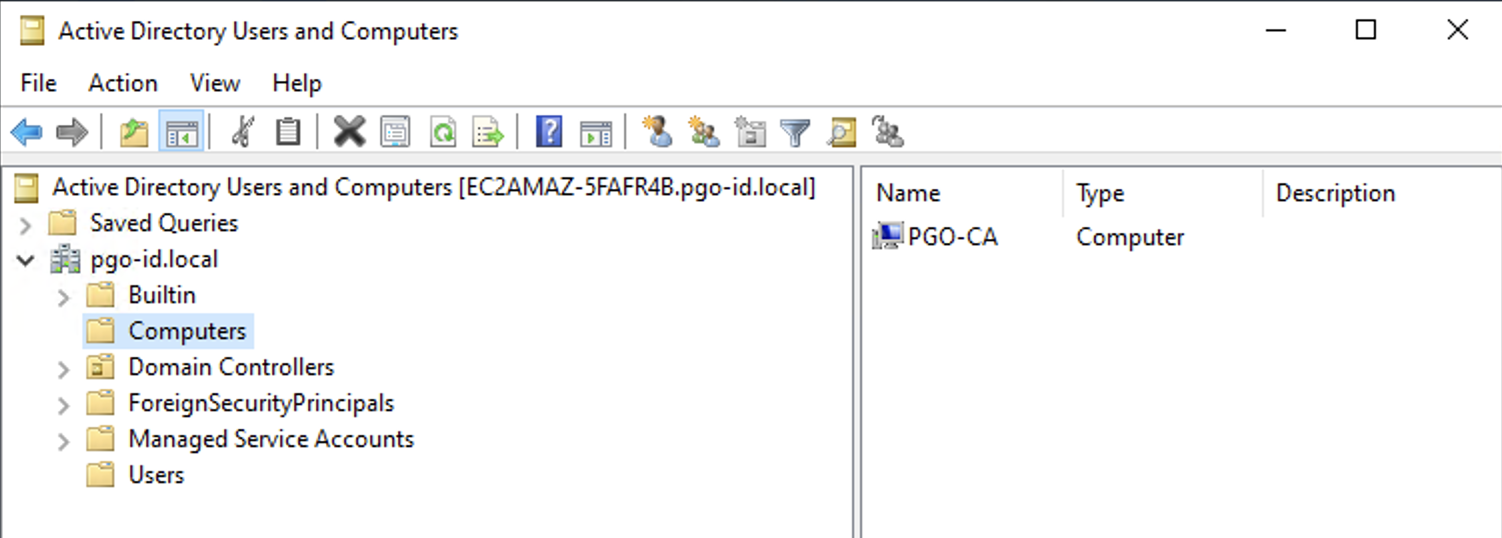 Active Directory Users and Computers
File Action View Help
Active Directory Users and Computers [EC2AMAZ-5FAFR4B.pgo-id.local]
Saved Queries
pgo-id.local
Builtin
Computers
Domain Controllers
ForeignSecurityPrincipals
Managed Service Accounts
Users
Name Type Description
PGO-CA Computer